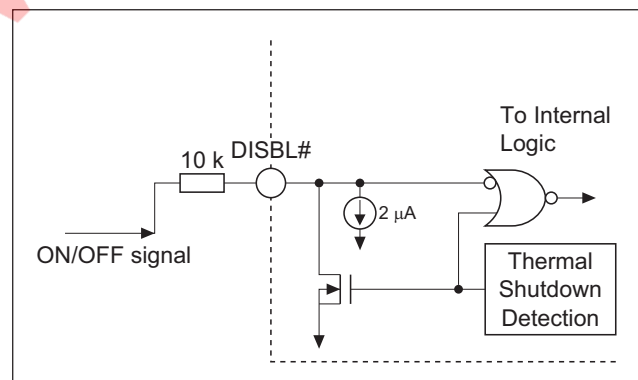 To Internal
Logic
DISBL#
10 k
2 μA
ON/OFF signal
Thermal
Shutdown
Detection